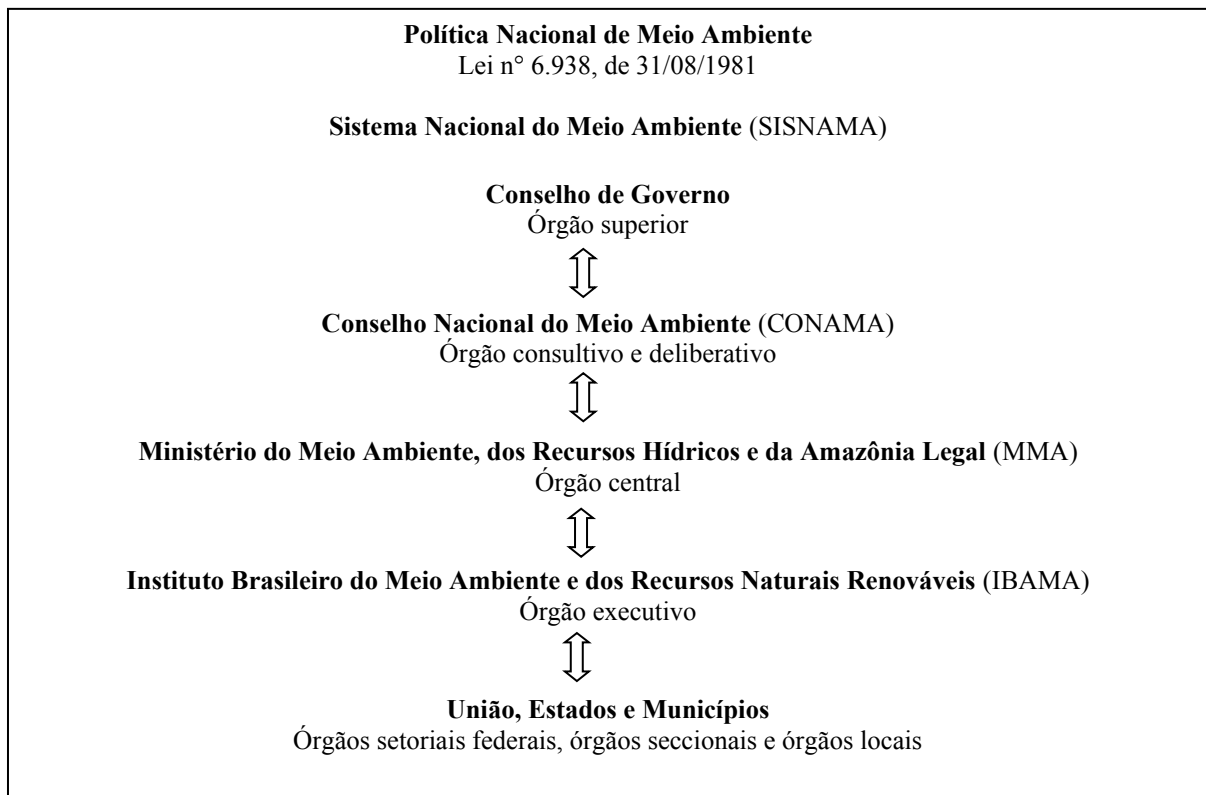 Política Nacional de Meio Ambiente
Lei n° 6.938, de 31/08/1981
Sistema Nacional do Meio Ambiente (SISNAMA)
Conselho de Governo
Órgão superior
Conselho Nacional do Meio Ambiente (CONAMA)
Órgão consultivo e deliberativo
Ministério do Meio Ambiente, dos Recursos Hídricos e da Amazônia Legal (MMA)
Órgão central
Instituto Brasileiro do Meio Ambiente e dos Recursos Naturais Renováveis (IBAMA)
Órgão executivo
União, Estados e Municípios
Órgãos setoriais federais, órgãos seccionais e órgãos locais